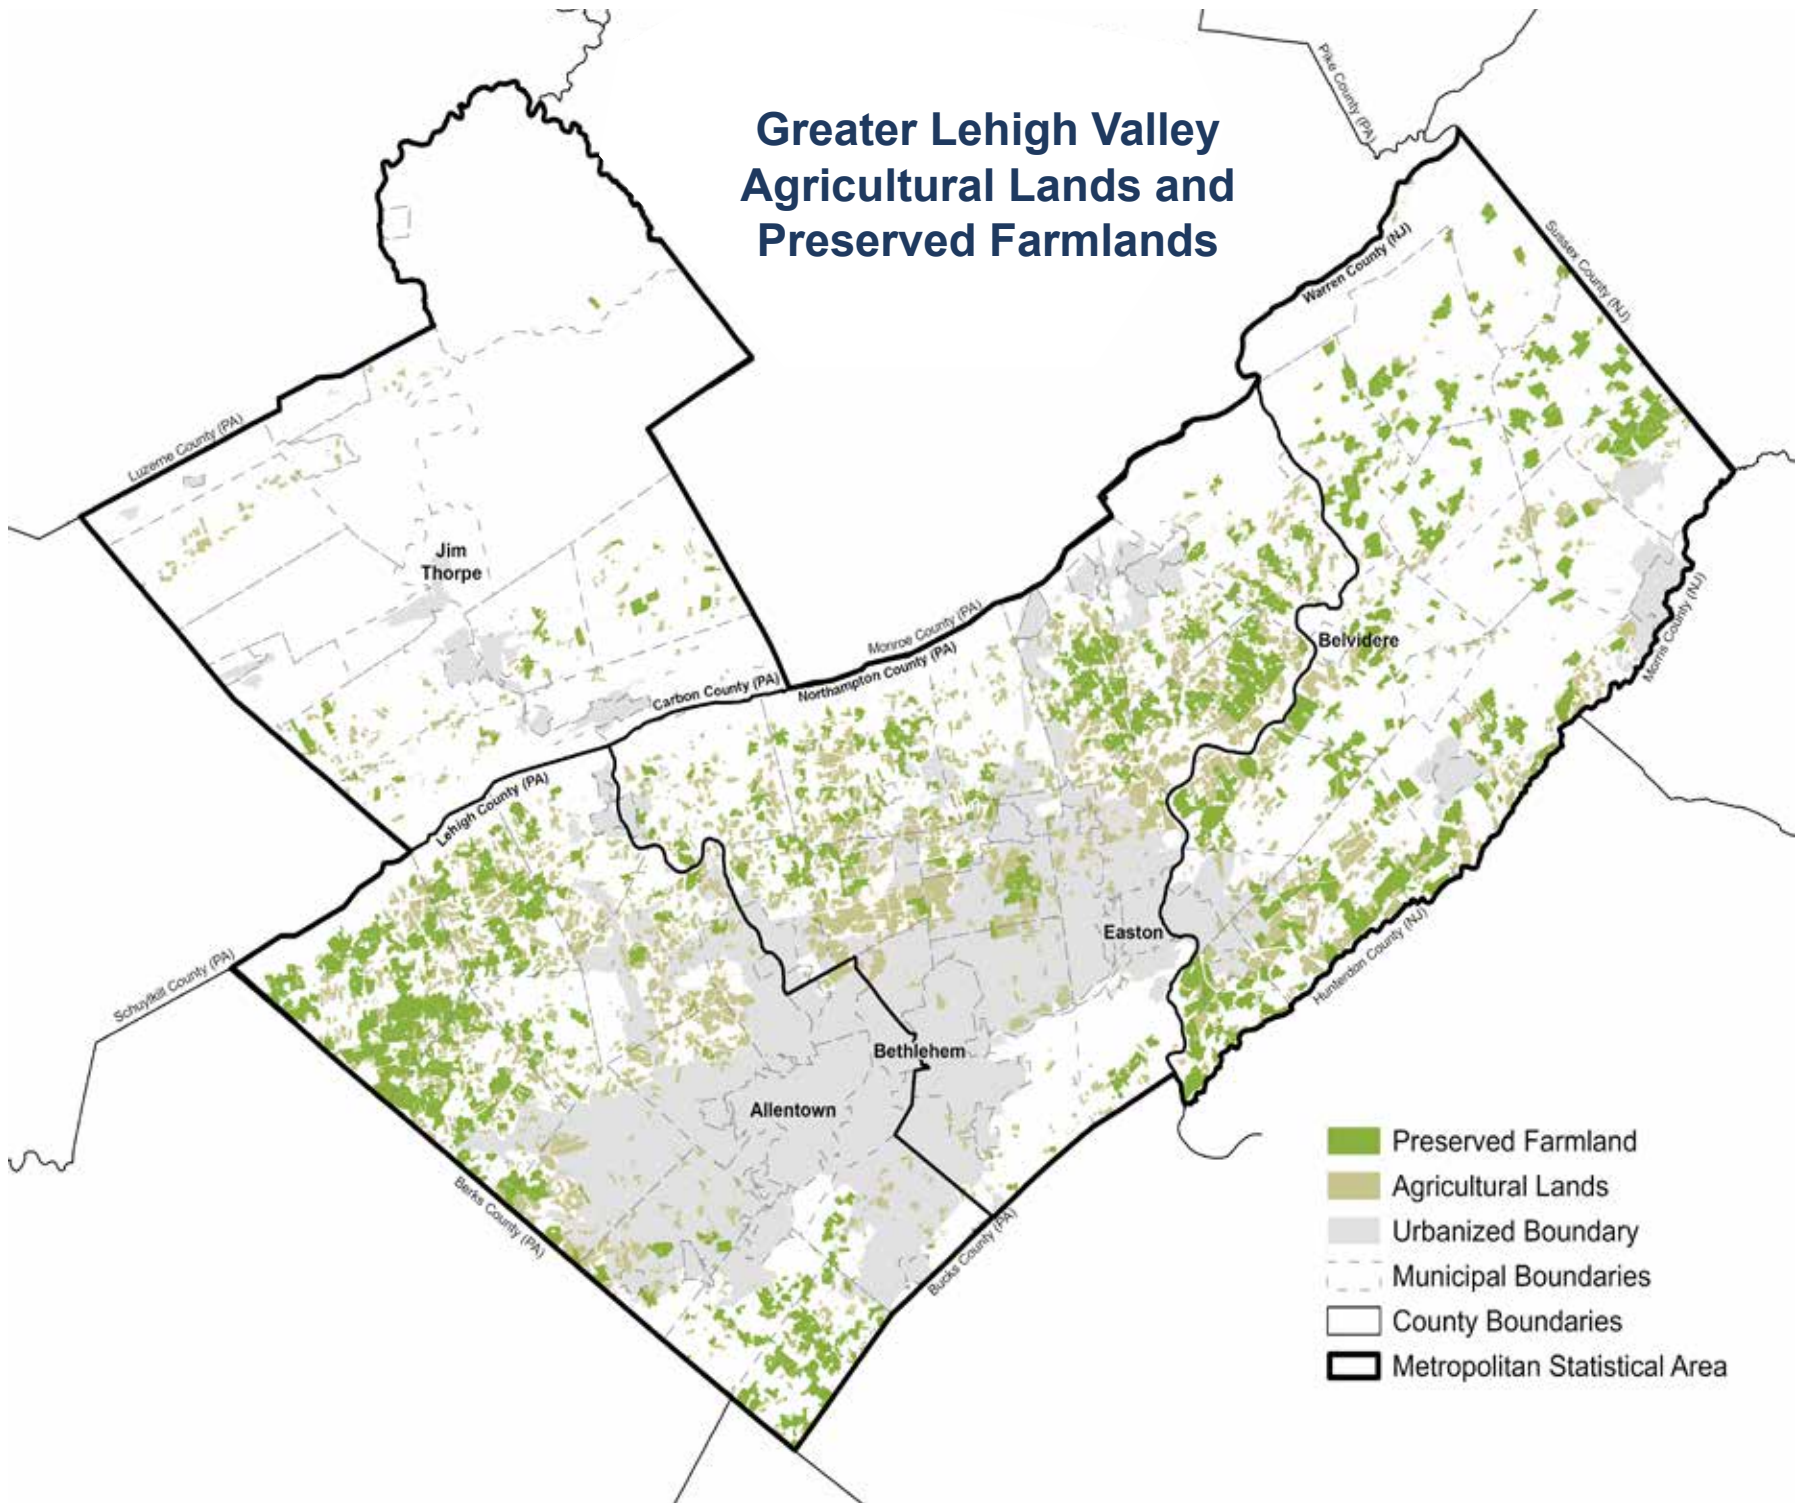 Greater Lehigh Valley
Agricultural Lands and
Preserved Farmlands
Pike County (PA)
Sussex County (NJ)
Warren County (NJ)
Luzerne County (PA)
Jim
Thorpe
Monroe County (PA)
Northampton County (PA)
Carbon County (PA)
Belvidere
Morris County (NJ)
Lehigh County (PA)
Easton
Hunterdon County (NJ)
Schuylkill County (PA)
Bethlehem
Allentown
Berks County (PA)
Bucks County (PA)
Preserved Farmland
Agricultural Lands
Urbanized Boundary
Municipal Boundaries
County Boundaries
Metropolitan Statistical Area